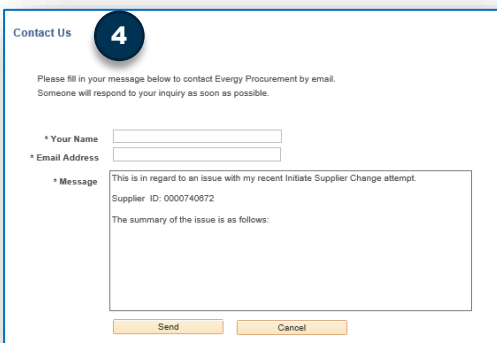 Contact Us
4
Please fill in your message below to contact Evergy Procurement by email.
Someone will respond to your inquiry as soon as possible.
* Your Name
* Email Address
* Message
This is in regard to an issue with my recent Initiate Supplier Change attempt.
Supplier ID: 0000740672
The summary of the issue is as follows:
Send
Cancel